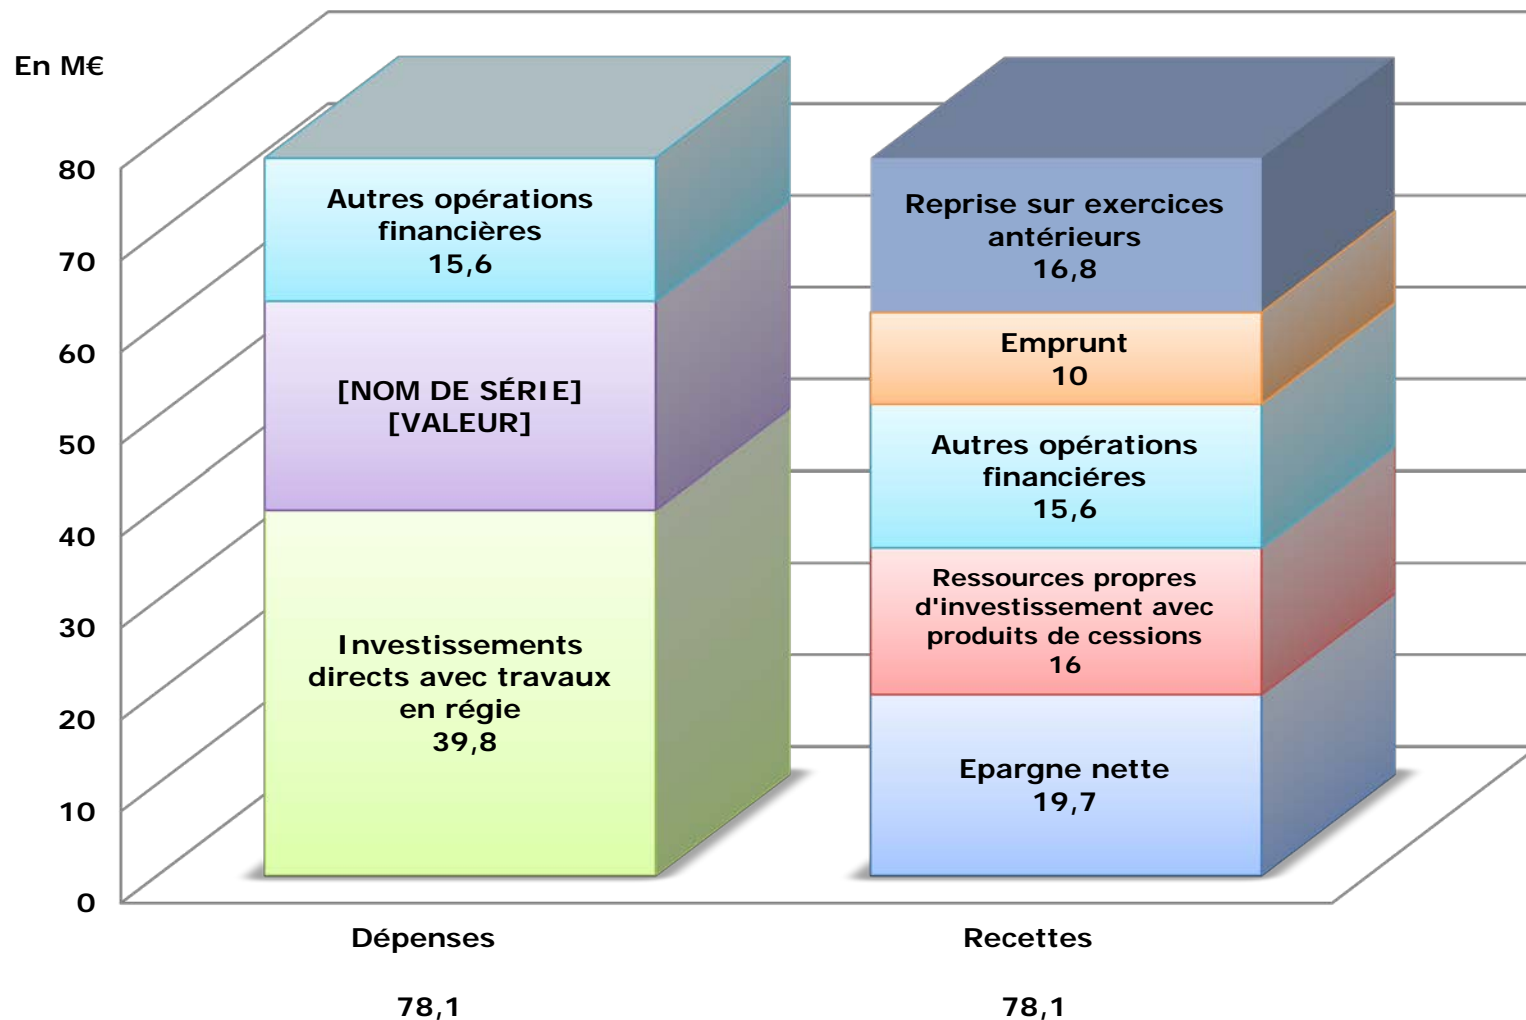 En M€
80
70
60
50
40
30
20
10
0
Autres opérations
financières
15,6
[NOM DE SÉRIE]
[VALEUR]
Investissements
directs avec travaux
en régie
39,8
Reprise sur exercices
antérieurs
16,8
Emprunt
10
Autres opérations
financiéres
15,6
Ressources propres
d'investissement avec
produits de cessions
16
Epargne nette
19,7
Dépenses
Recettes
78,1
78,1